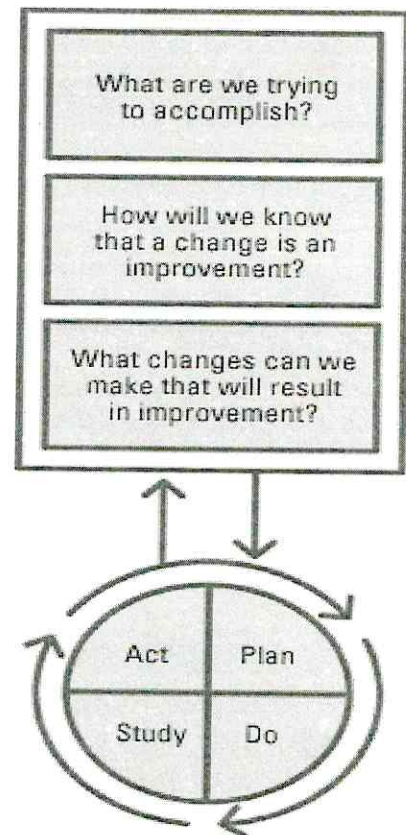 What are we trying
to accomplish?
How will we know
that a change is an
improvement?
What changes can we
make that will result
in improvement?
Act Plan
Study Do